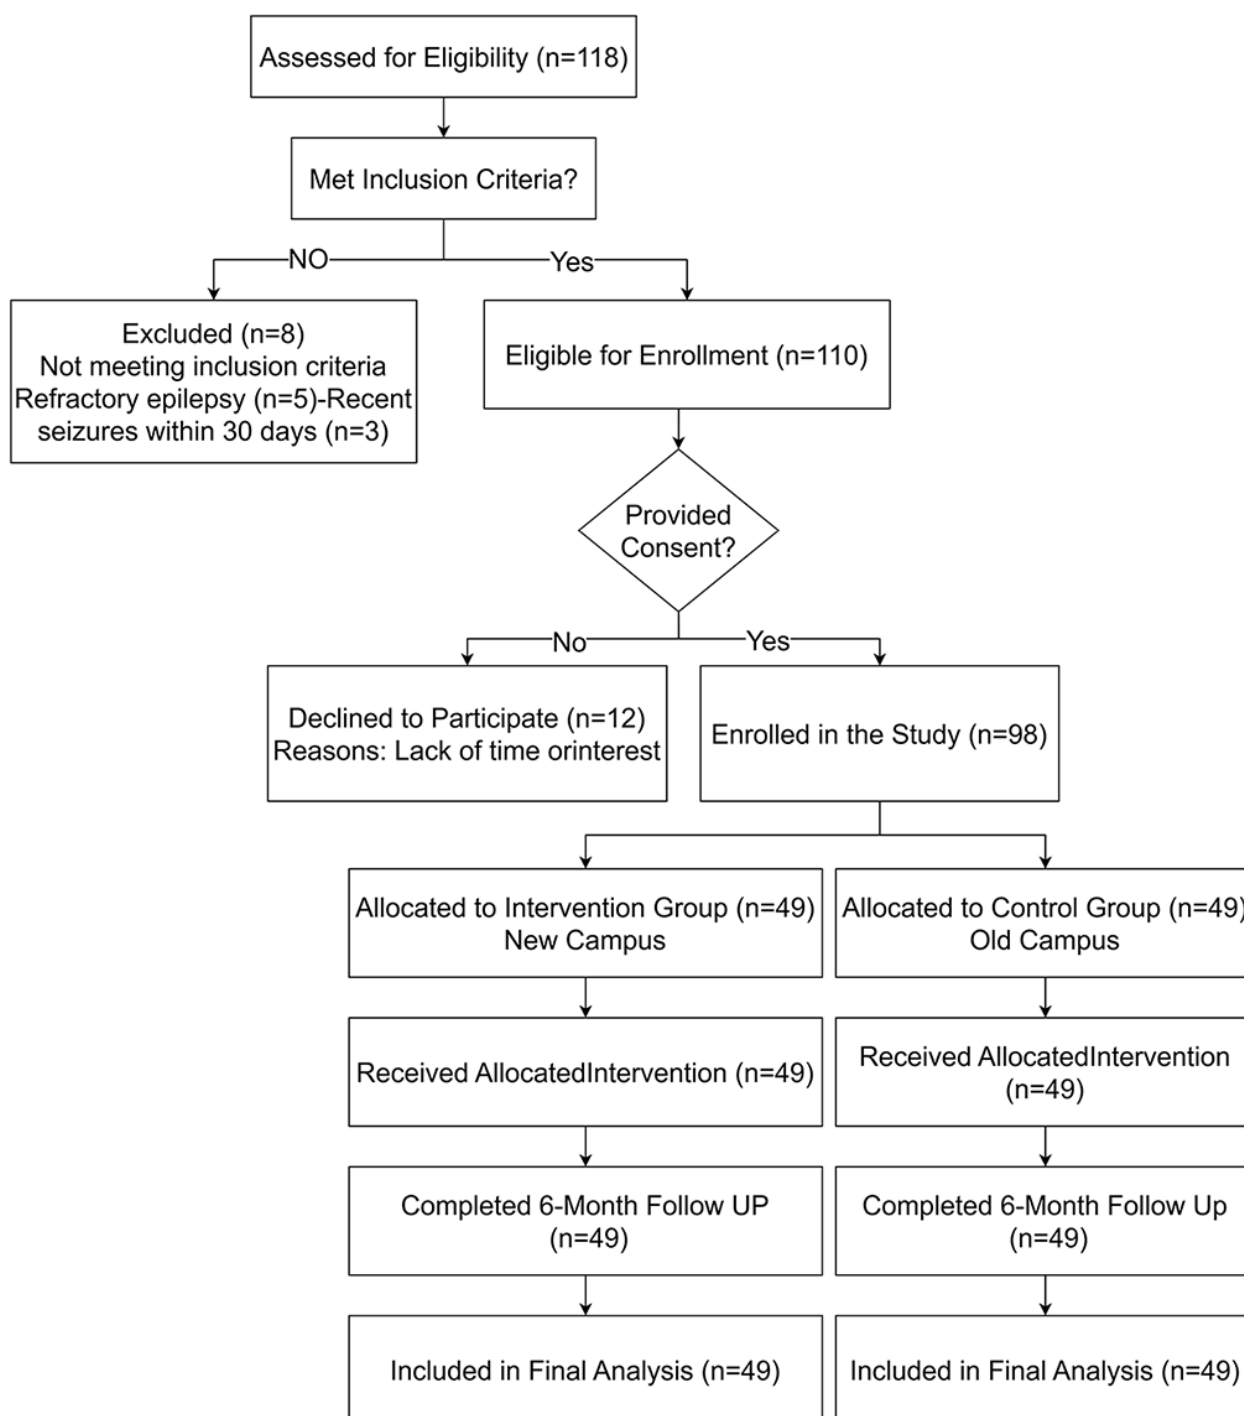 Assessed for Eligibility (n=118)
Met Inclusion Criteria?
NO
Yes
Excluded (n=8)
Not meeting inclusion criteria
Refractory epilepsy (n=5)-Recent
seizures within 30 days (n=3)
Eligible for Enrollment (n=110)
Provided
Consent?
No
Yes
Declined to Participate (n=12)
Reasons: Lack of time orinterest
Enrolled in the Study (n=98)
Allocated to Intervention Group (n=49)
New Campus
Allocated to Control Group (n=49)
Old Campus
Received AllocatedIntervention (n=49)
Received AllocatedIntervention
(n=49)
Completed 6-Month Follow UP
(n=49)
Completed 6-Month Follow Up
(n=49)
Included in Final Analysis (n=49)
Included in Final Analysis (n=49)